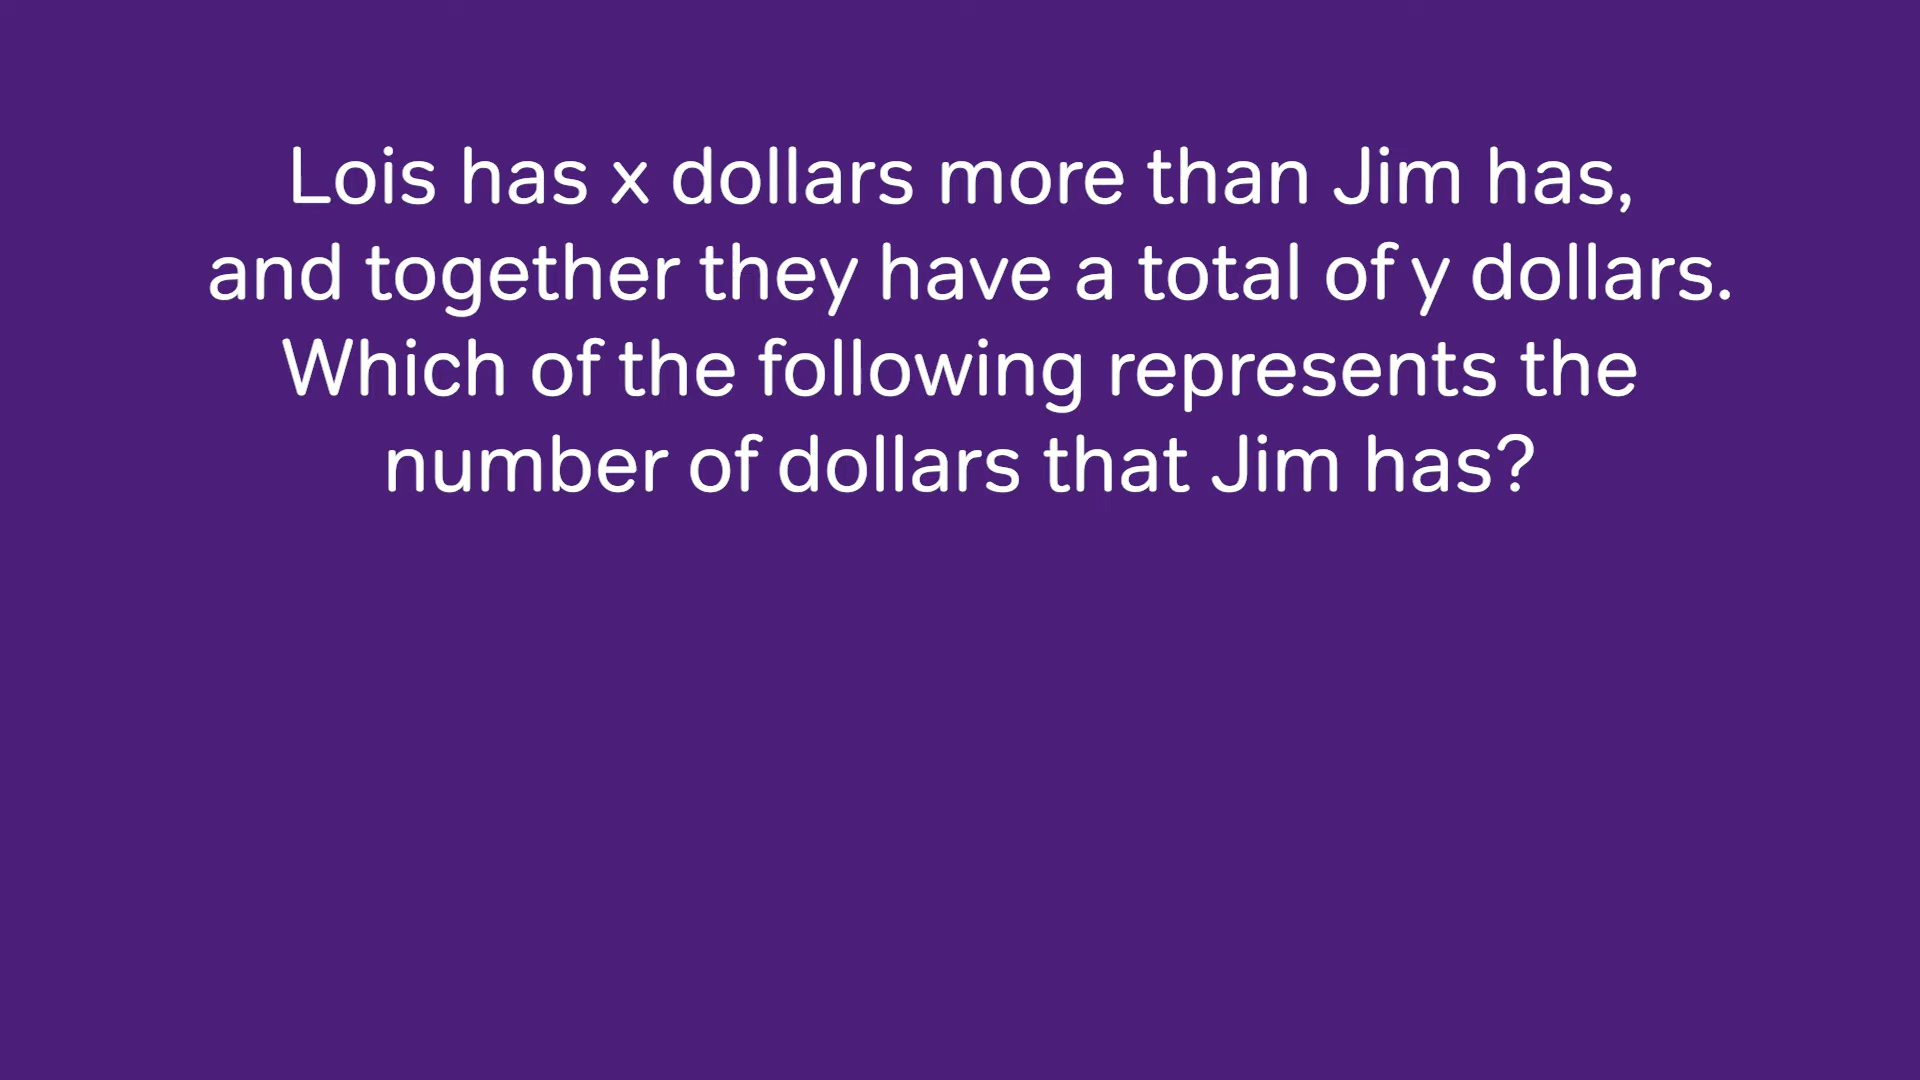 Lois has x dollars more than Jim has,
and together they have a total of y dollars.
Which of the following represents the
number of dollars that Jim has?